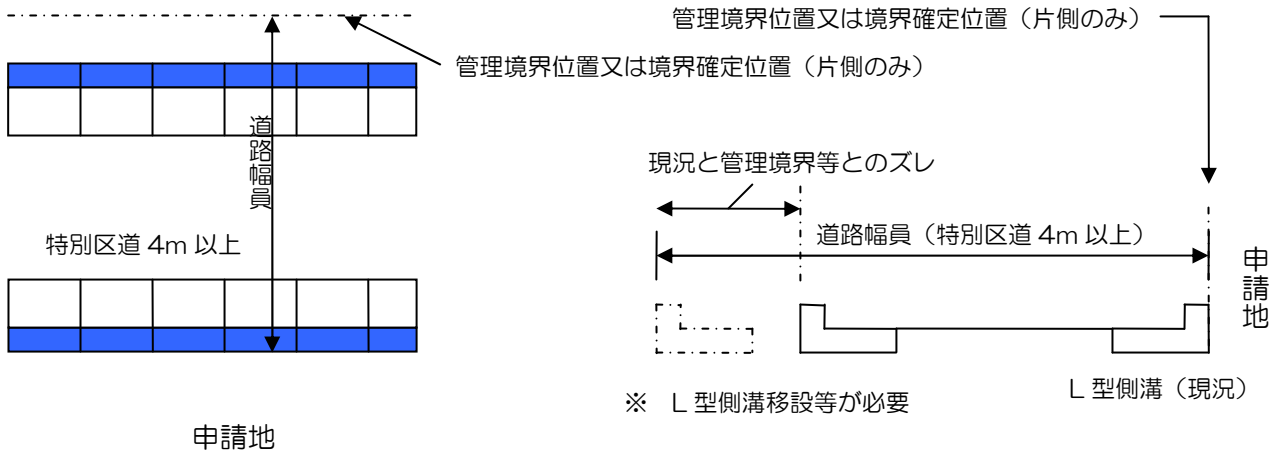 管理境界位置又は境界確定位置（片側のみ）
道路幅員
特別区道 4m 以上
申請地
管理境界位置又は境界確定位置（片側のみ）
現況と管理境界等とのズレ
道路幅員（特別区道 4m 以上）
申請地
L 型側溝（現況）
※　L 型側溝移設等が必要